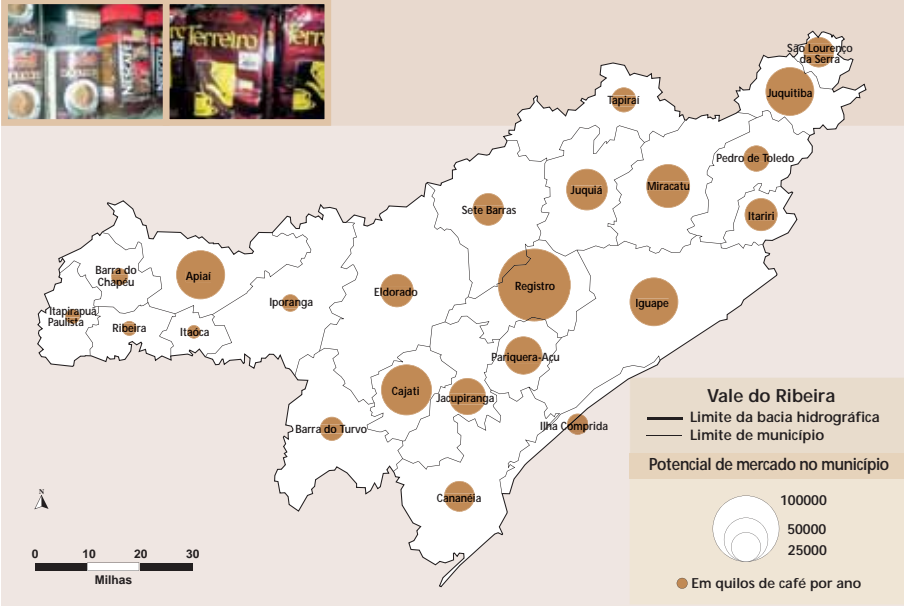 NESCAFÉ
Terreiro
Terr
São Lourenço
da Serra
Juquitiba
Tapiraí
Pedro de Toledo
Juquiá
Miracatu
Sete Barras
Itariri
Barra do
Chapéu
Apiaí
Registro
Eldorado
Iporanga
Iguape
Itapirapuã
Paulista
Ribeira
Itaoca
Pariquera-Açu
Cajati
Jacupiranga
Barra do Turvo
Ilha Comprida
Cananéia
Vale do Ribeira
Limite da bacia hidrográfica
Limite de município
Potencial de mercado no município
100000
50000
25000
Em quilos de café por ano
N
0 10 20 30
Milhas